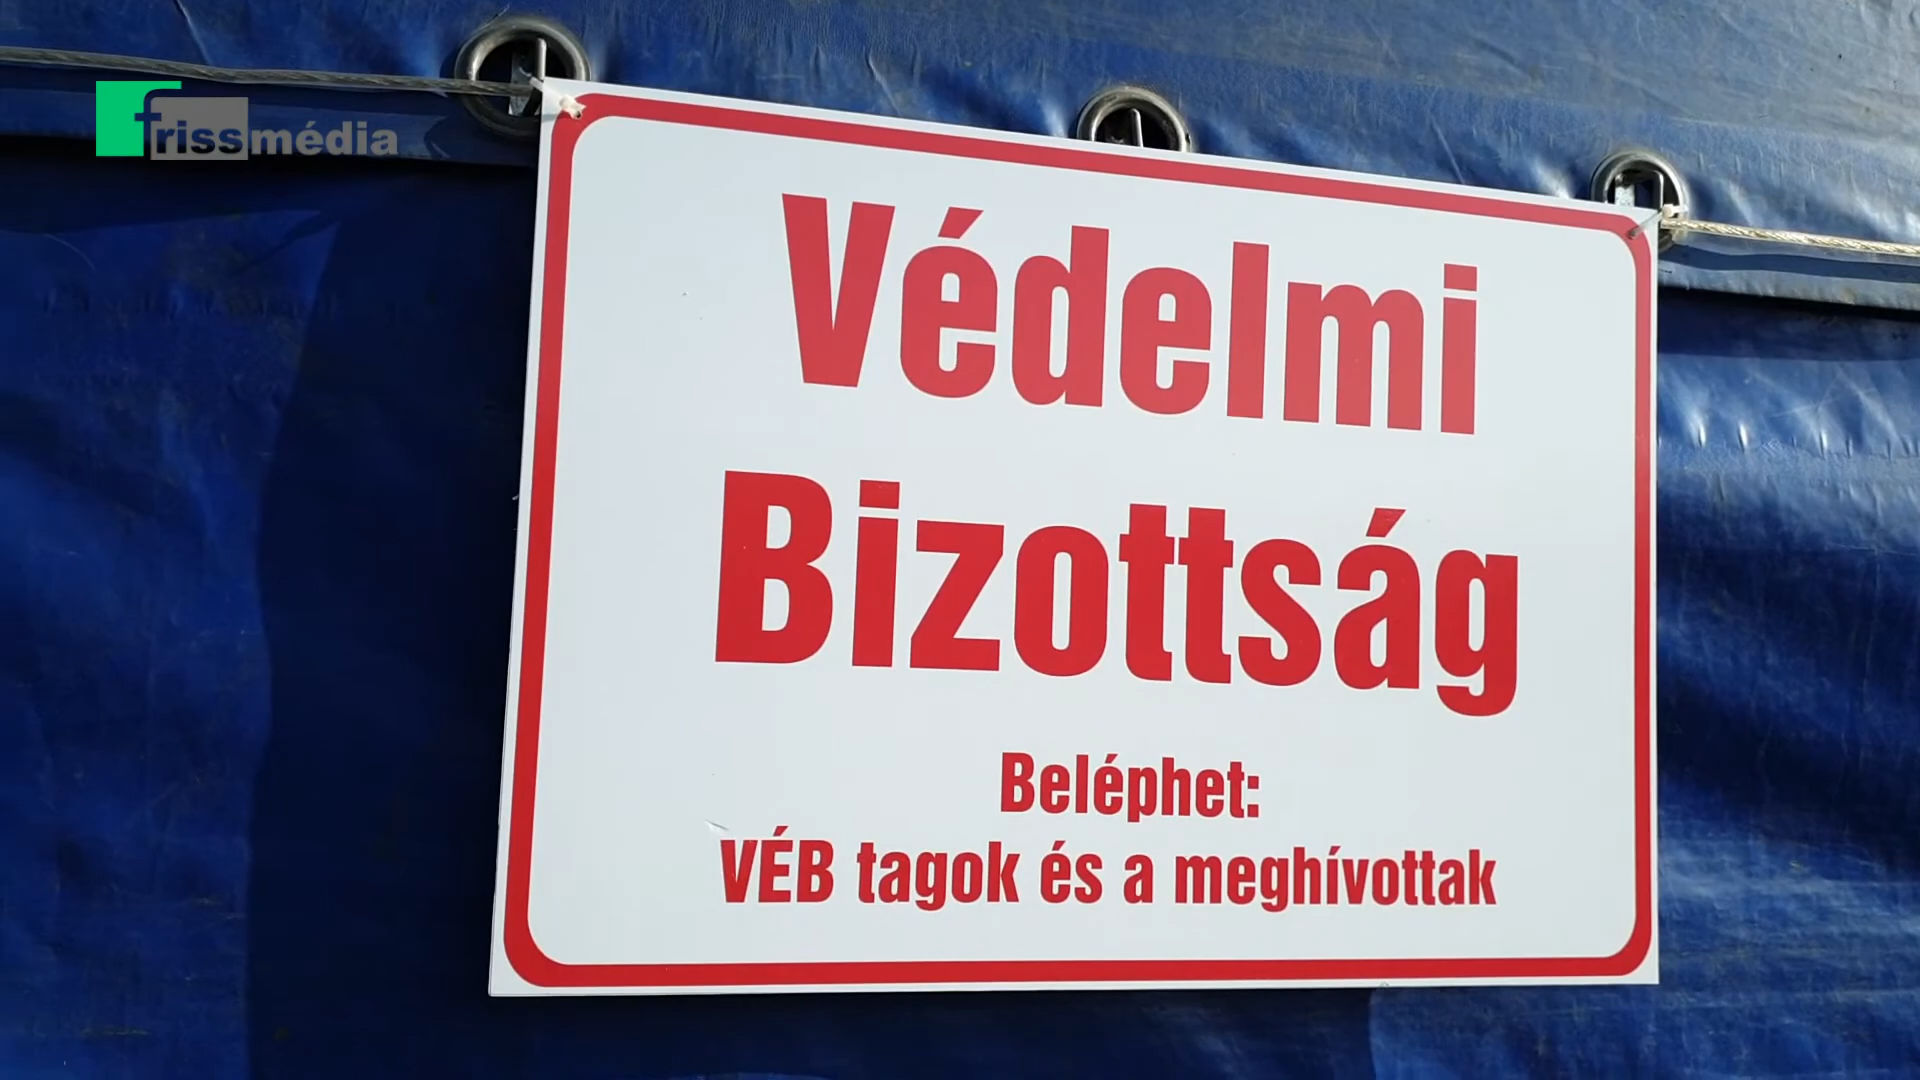 frissmédia
Védelmi
Bizottság
Beléphet:
VÉB tagok és a meghívottak